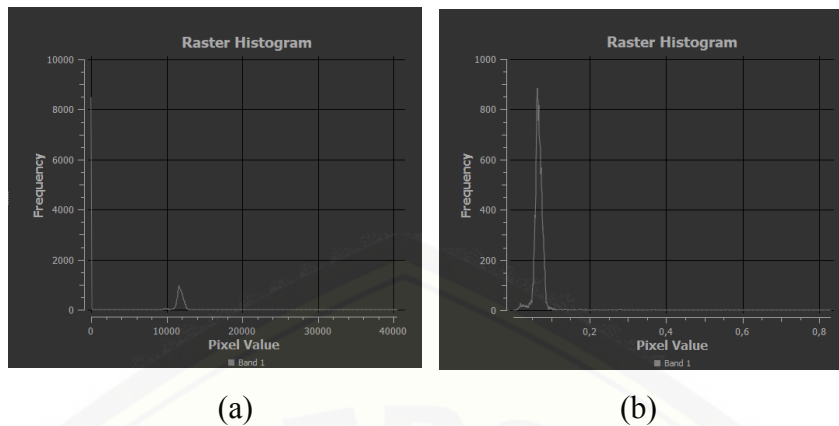 Raster Histogram
10000
8000
6000
4000
2000
0
Frequency
0 10000 20000 30000 40000
Pixel Value
Band 1
(a)
Raster Histogram
1000
800
600
400
200
0
Frequency
0,2 0,4 0,6 0,8
Pixel Value
Band 1
(b)